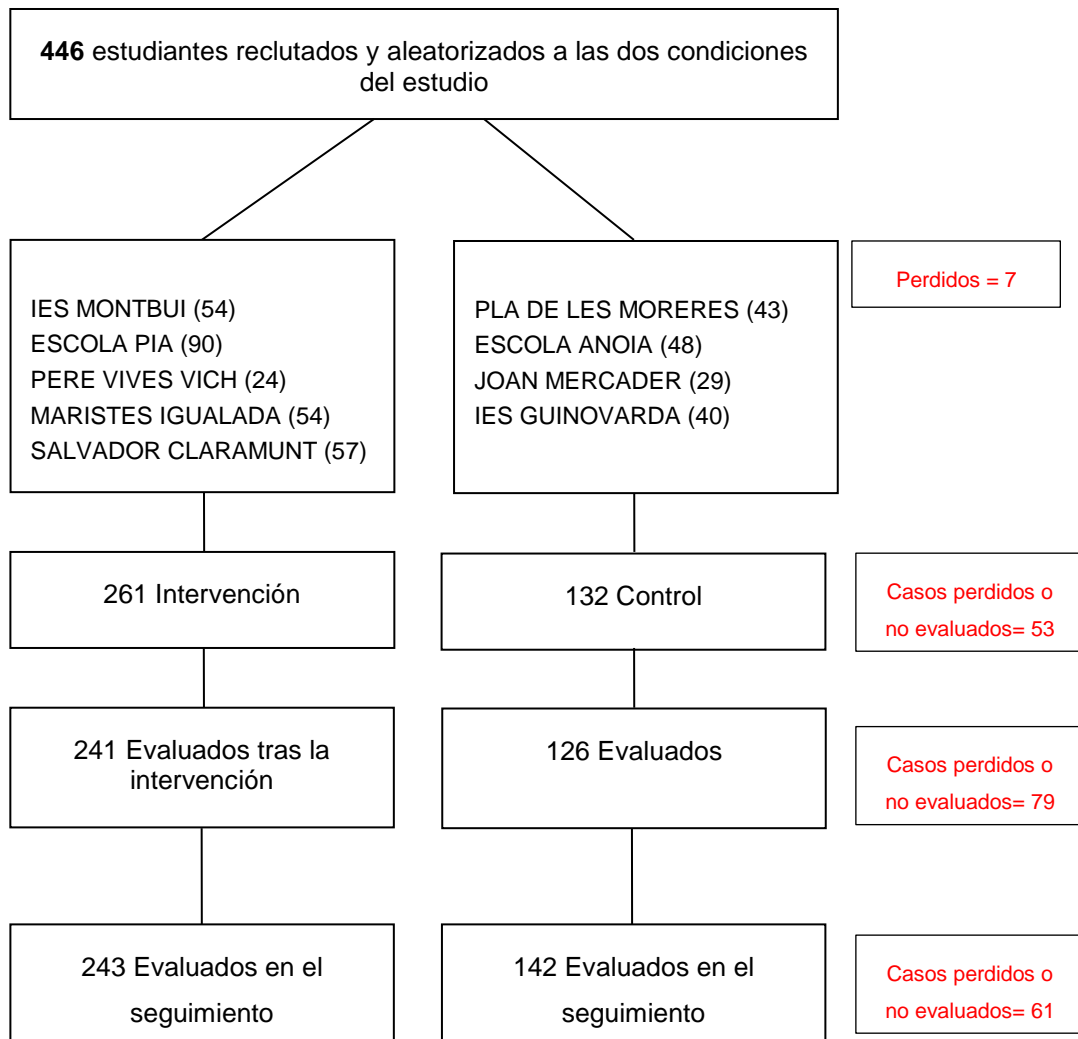 446 estudiantes reclutados y aleatorizados a las dos condiciones
del estudio
IES MONTBUI (54)
ESCOLA PIA (90)
PERE VIVES VICH (24)
MARISTES IGUALADA (54)
SALVADOR CLARAMUNT (57)
PLA DE LES MORERES (43)
ESCOLA ANOIA (48)
JOAN MERCADER (29)
IES GUINOVARDA (40)
Perdidos = 7
261 Intervención
132 Control
Casos perdidos o
no evaluados= 53
241 Evaluados tras la
intervención
126 Evaluados
Casos perdidos o
no evaluados= 79
243 Evaluados en el
seguimiento
142 Evaluados en el
seguimiento
Casos perdidos o
no evaluados= 61